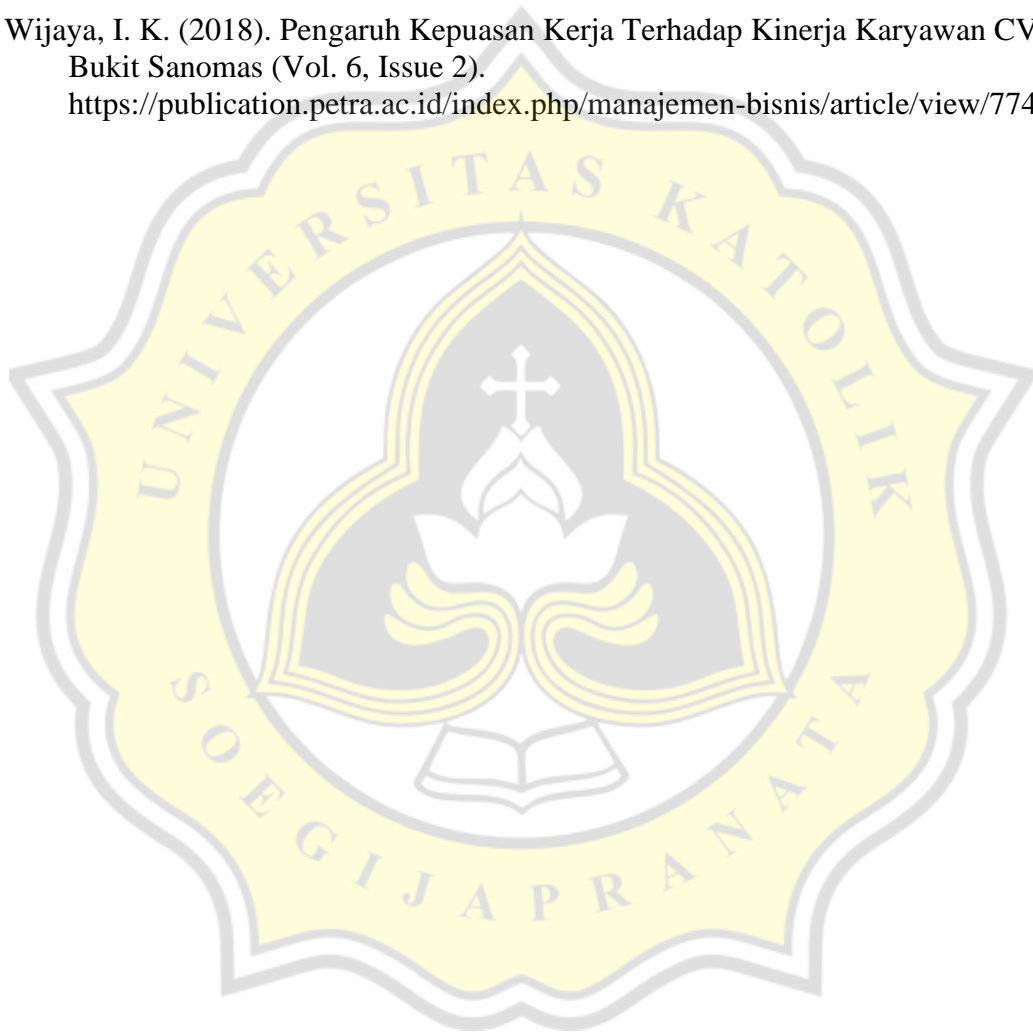 Wijaya, I. K. (2018). Pengaruh Kepuasan Kerja Terhadap Kinerja Karyawan CV
Bukit Sanomas (Vol. 6, Issue 2).
https://publication.petra.ac.id/index.php/manajemen-bisnis/article/view/774
UNIVERSITAS KATOLIK
SOEGIJAPRANATA